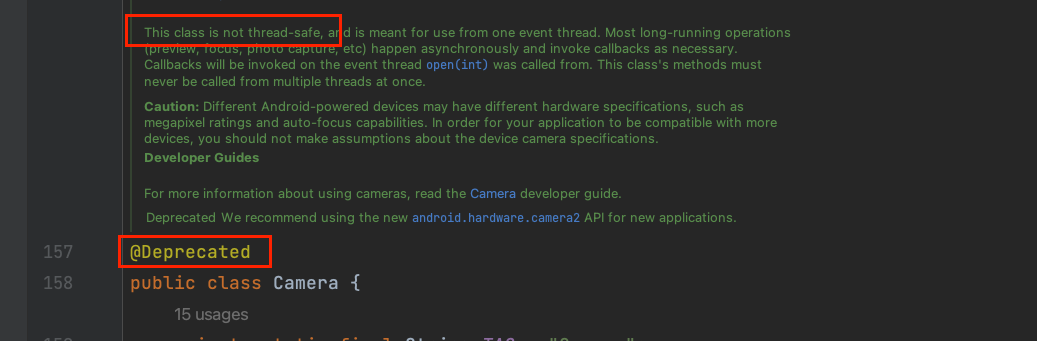 This class is not thread-safe, and is meant for use from one event thread. Most long-running operations
(preview, focus, photo capture, etc) happen asynchronously and invoke callbacks as necessary.
Callbacks will be invoked on the event thread open(int) was called from. This class's methods must
never be called from multiple threads at once.
Caution: Different Android-powered devices may have different hardware specifications, such as
megapixel ratings and auto-focus capabilities. In order for your application to be compatible with more
devices, you should not make assumptions about the device camera specifications.
Developer Guides
For more information about using cameras, read the Camera developer guide.
Deprecated We recommend using the new android.hardware.camera2 API for new applications.
157 @Deprecated
158 public class Camera {
15 usages